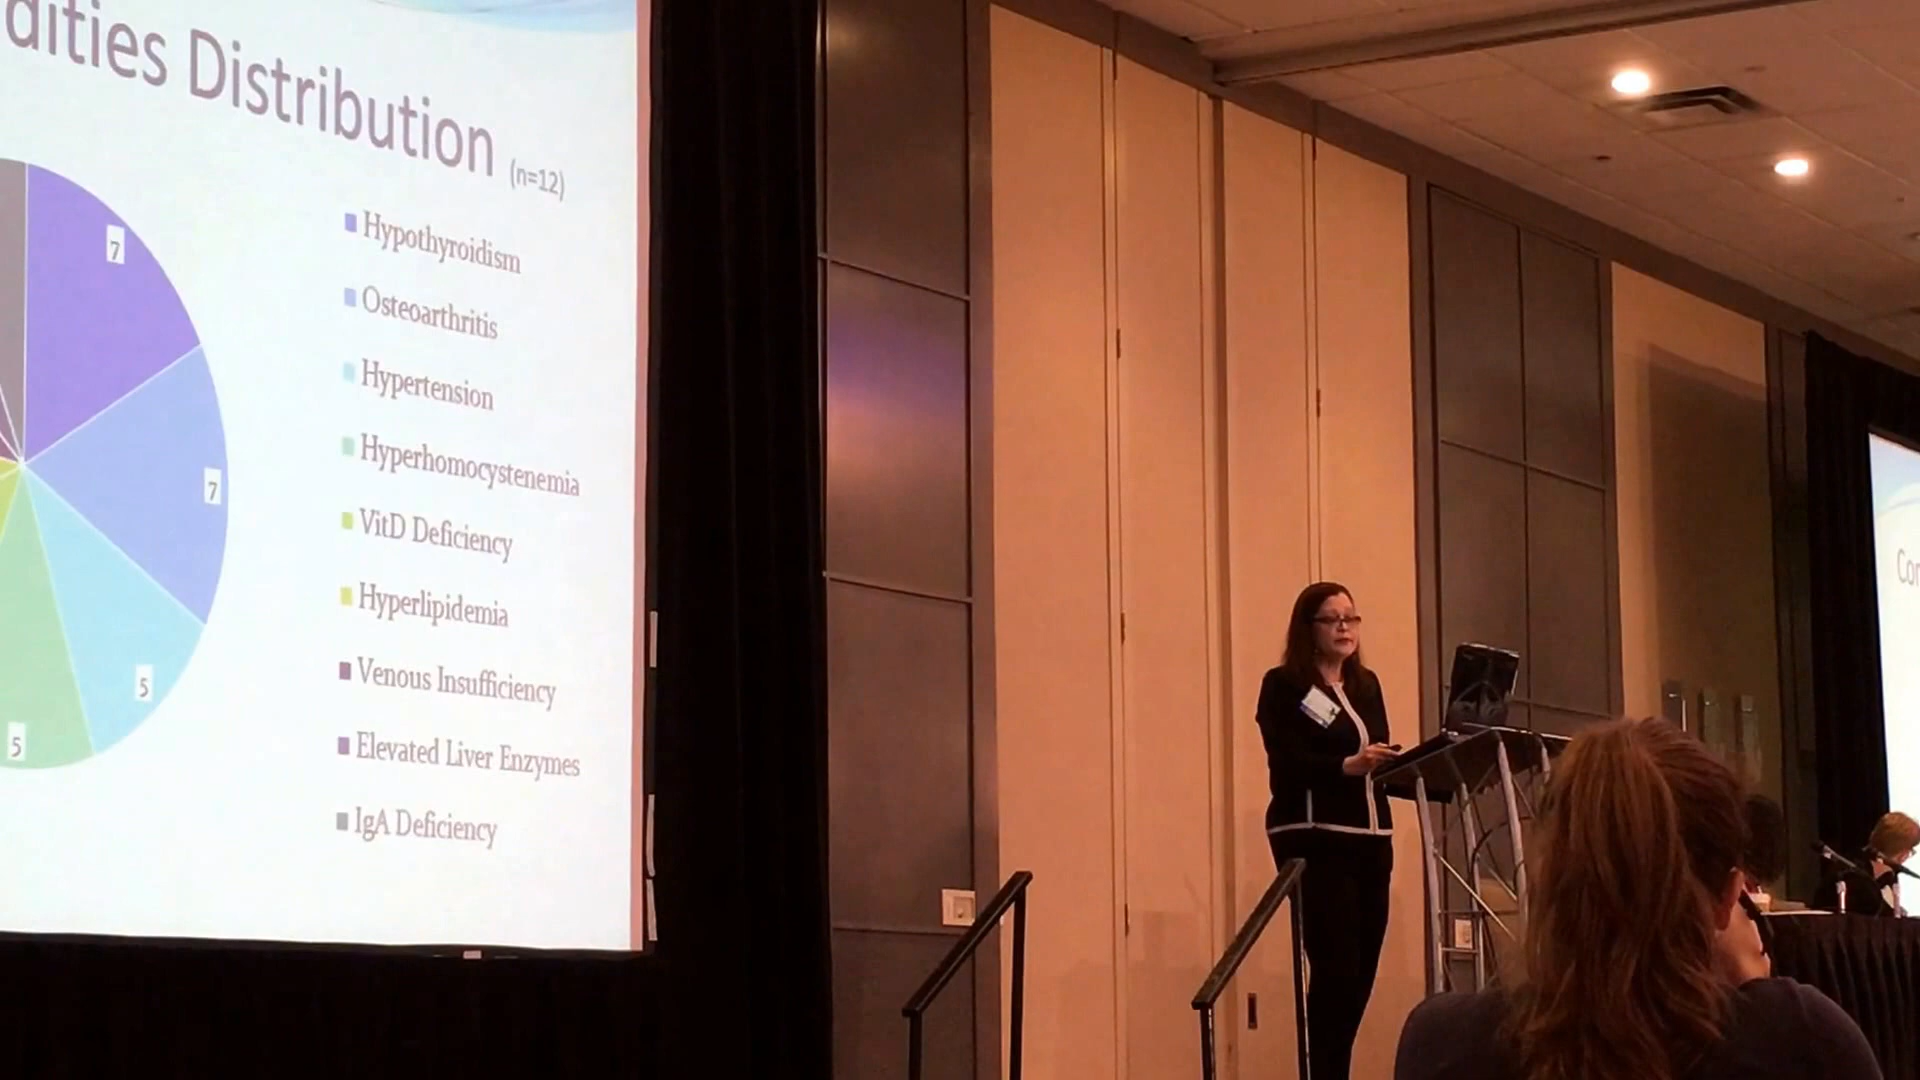 dities Distribution (n=12)
7
7
5
5
Hypothyroidism
Osteoarthritis
Hypertension
Hyperhomocystenemia
VitD Deficiency
Hyperlipidemia
Venous Insufficiency
Elevated Liver Enzymes
IgA Deficiency
Co